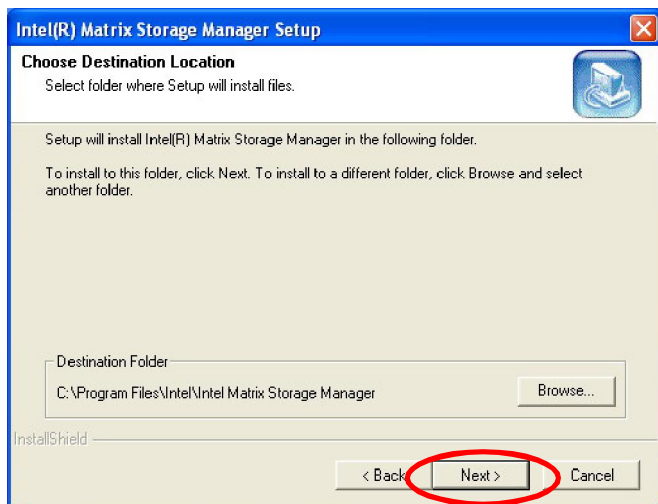 Intel(R) Matrix Storage Manager Setup
Choose Destination Location
Select folder where Setup will install files.
Setup will install Intel(R) Matrix Storage Manager in the following folder.
To install to this folder, click Next. To install to a different folder, click Browse and select
another folder.
Destination Folder
C:\Program Files\Intel\Intel Matrix Storage Manager
Browse...
InstallShield
< Back
Next >
Cancel